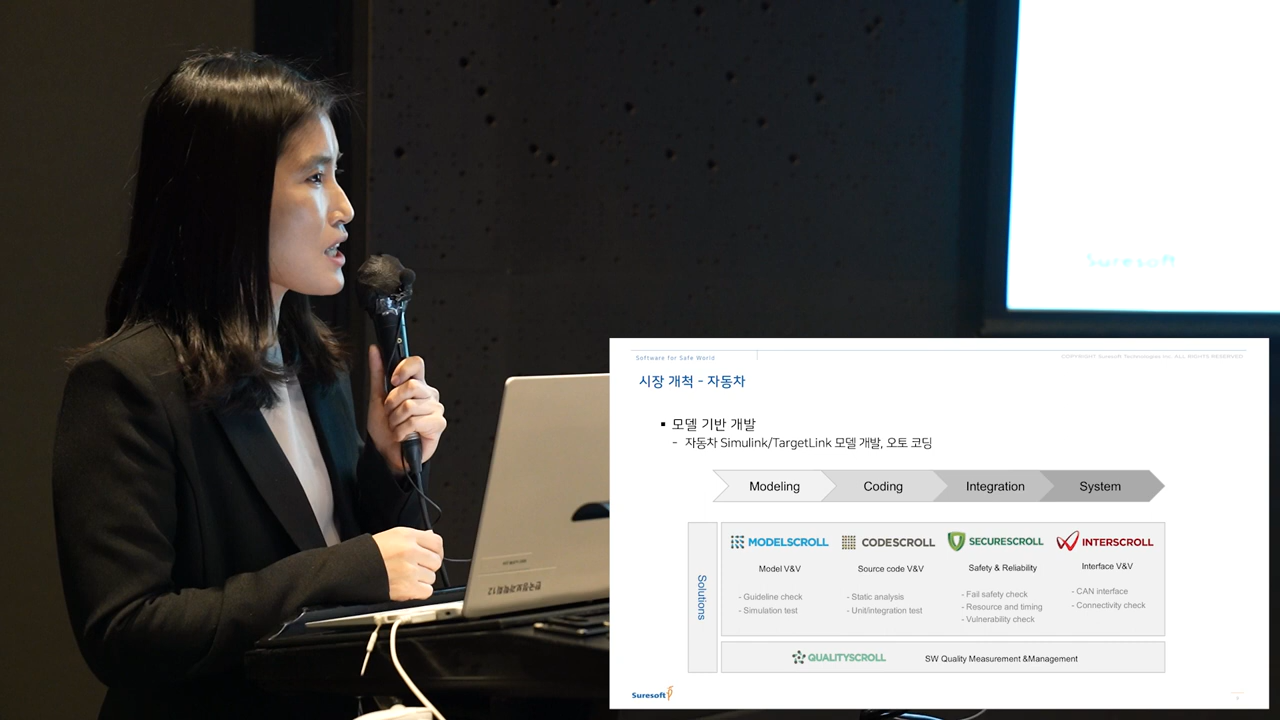 Suresoft
Software for Safe World
COPYRIGHT Suresoft Technologies Inc. ALL RIGHTS RESERVED
시장 개척 - 자동차
▪ 모델 기반 개발
- 자동차 Simulink/TargetLink 모델 개발, 오토 코딩
Modeling Coding Integration System
Solutions
MODELSCROLL CODESCROLL SECURESCROLL INTERSCROLL
Model V&V Source code V&V Safety & Reliability Interface V&V
- Guideline check
- Simulation test
- Static analysis
- Unit/integration test
- Fail safety check
- Resource and timing
- Vulnerability check
- CAN interface
- Connectivity check
QUALITYSCROLL SW Quality Measurement &Management
Suresoft